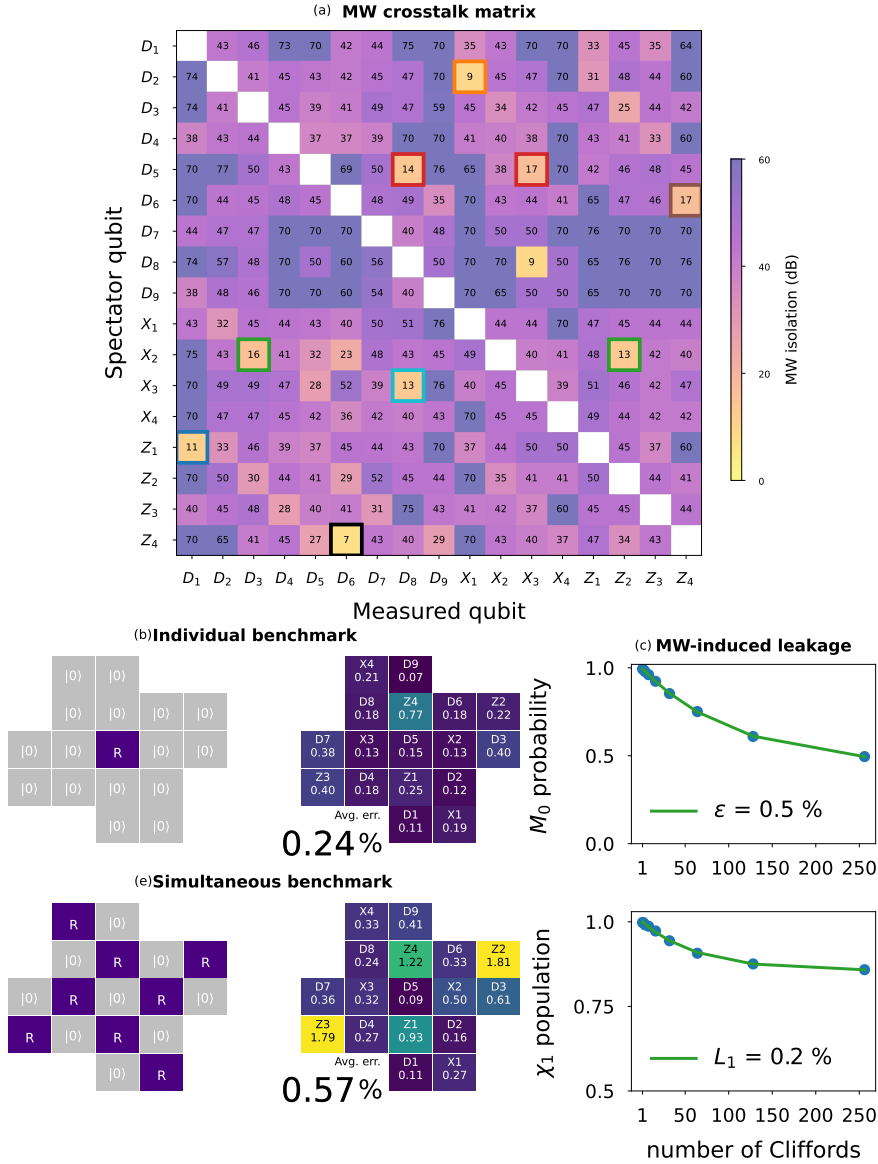 (a) MW crosstalk matrix
Spectator qubit
D1 43 46 73 70 42 44 75 70 35 43 70 70 33 45 35 64
D2 74 41 45 43 42 45 47 70 9 45 47 70 31 48 44 60
D3 74 41 45 39 41 49 47 59 45 34 42 45 47 25 44 42
D4 38 43 44 37 37 39 70 70 41 40 38 70 43 41 33 60
D5 70 77 50 43 69 50 14 76 65 38 17 70 42 46 48 45
D6 70 44 45 48 45 48 49 35 70 43 44 41 65 47 46 17
D7 44 47 47 70 70 70 40 48 70 50 50 70 76 70 70 70
D8 74 57 48 70 50 60 56 50 70 70 9 50 65 76 70 76
D9 38 48 46 70 70 60 54 40 70 65 50 50 65 70 70 70
X1 43 32 45 44 43 40 50 51 76 44 44 70 47 45 44 44
X2 75 43 16 41 32 23 48 43 45 49 40 41 48 13 42 40
X3 70 49 49 47 28 52 39 13 76 40 45 39 51 46 42 47
X4 70 47 47 45 42 36 42 40 43 70 45 45 49 44 42 42
Z1 11 33 46 39 37 45 44 43 70 37 44 50 50 45 37 60
Z2 70 50 30 44 41 29 52 45 44 70 35 41 41 50 44 41
Z3 40 45 48 28 40 41 31 75 43 41 42 37 60 44 45 44
Z4 70 65 41 45 27 7 43 40 29 70 43 40 45 47 34 43
D1 D2 D3 D4 D5 D6 D7 D8 D9 X1 X2 X3 X4 Z1 Z2 Z3 Z4
Measured qubit
60
40
20
0
MW isolation (dB)
(b) Individual benchmark
|0⟩ |0⟩
|0⟩ |0⟩ |0⟩ |0⟩
|0⟩ |0⟩ R |0⟩ |0⟩
|0⟩ |0⟩ |0⟩ |0⟩
|0⟩ |0⟩
X4 D9
0.21 0.07
D8 Z4 D6 Z2
0.18 0.77 0.18 0.22
D7 X3 D5 X2 D3
0.38 0.13 0.15 0.13 0.40
Z3 D4 Z1 D2
0.40 0.18 0.25 0.12
D1 X1
0.11 0.19
Avg. err.
0.24%
(c) MW-induced leakage
M0 probability
1.0
0.5
0.0
ε = 0.5 %
1 50 100 150 200 250
(e) Simultaneous benchmark
R |0⟩
|0⟩ R |0⟩ R
|0⟩ R |0⟩ R |0⟩
R |0⟩ R |0⟩
|0⟩ R
X4 D9
0.33 0.41
D8 Z4 D6 Z2
0.24 1.22 0.33 1.81
D7 X3 D5 X2 D3
0.36 0.32 0.09 0.50 0.61
Z3 D4 Z1 D2
1.79 0.27 0.93 0.16
D1 X1
0.11 0.27
Avg. err.
0.57%
χ1 population
1.0
0.75
0.5
L1 = 0.2 %
1 50 100 150 200 250
number of Cliffords